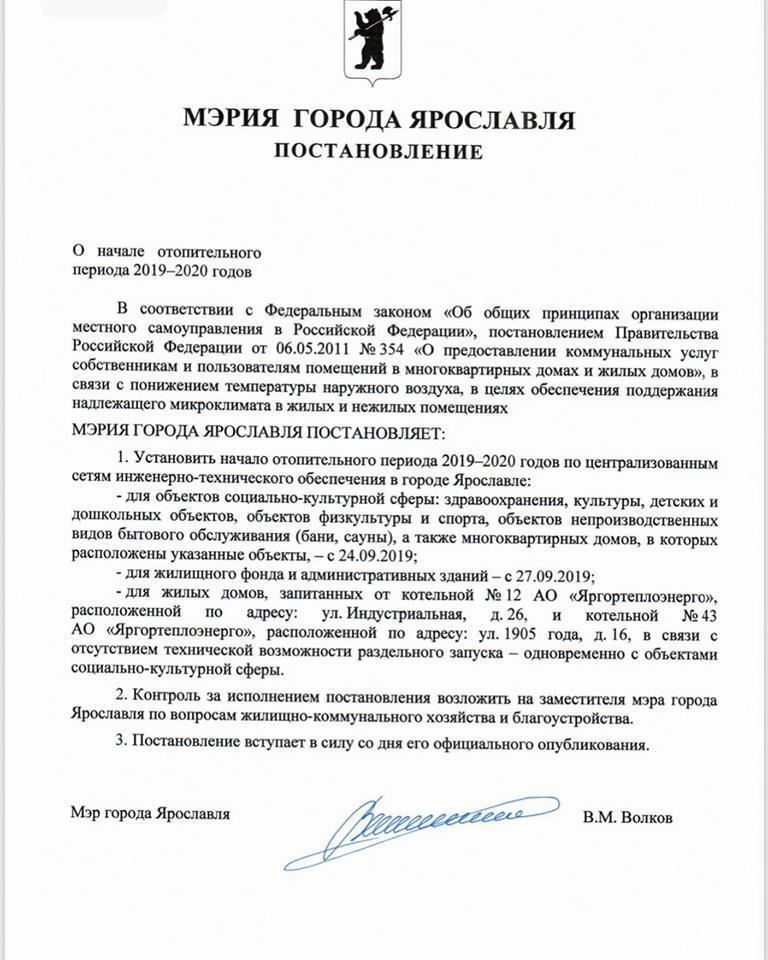 МЭРИЯ ГОРОДА ЯРОСЛАВЛЯ
ПОСТАНОВЛЕНИЕ
О начале отопительного
периода 2019–2020 годов
В соответствии с Федеральным законом «Об общих принципах организации
местного самоуправления в Российской Федерации», постановлением Правительства
Российской Федерации от 06.05.2011 № 354 «О предоставлении коммунальных услуг
собственникам и пользователям помещений в многоквартирных домах и жилых домов», в
связи с понижением температуры наружного воздуха, в целях обеспечения поддержания
надлежащего микроклимата в жилых и нежилых помещениях
МЭРИЯ ГОРОДА ЯРОСЛАВЛЯ ПОСТАНОВЛЯЕТ:
1. Установить начало отопительного периода 2019–2020 годов по централизованным
сетям инженерно-технического обеспечения в городе Ярославле:
- для объектов социально-культурной сферы: здравоохранения, культуры, детских и
дошкольных объектов, объектов физкультуры и спорта, объектов непроизводственных
видов бытового обслуживания (бани, сауны), а также многоквартирных домов, в которых
расположены указанные объекты, – с 24.09.2019;
- для жилищного фонда и административных зданий – с 27.09.2019;
- для жилых домов, запитанных от котельной № 12 АО «Яргортеплоэнерго»,
расположенной по адресу: ул. Индустриальная, д. 26, и котельной № 43
АО «Яргортеплоэнерго», расположенной по адресу: ул. 1905 года, д. 16, в связи с
отсутствием технической возможности раздельного запуска – одновременно с объектами
социально-культурной сферы.
2. Контроль за исполнением постановления возложить на заместителя мэра города
Ярославля по вопросам жилищно-коммунального хозяйства и благоустройства.
3. Постановление вступает в силу со дня его официального опубликования.
Мэр города Ярославля В.М. Волков